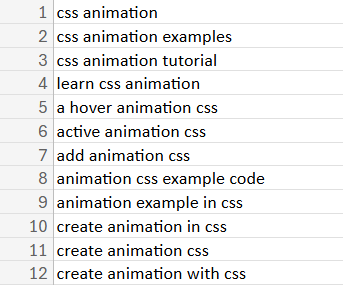 1 css animation
2 css animation examples
3 css animation tutorial
4 learn css animation
5 a hover animation css
6 active animation css
7 add animation css
8 animation css example code
9 animation example in css
10 create animation in css
11 create animation css
12 create animation with css